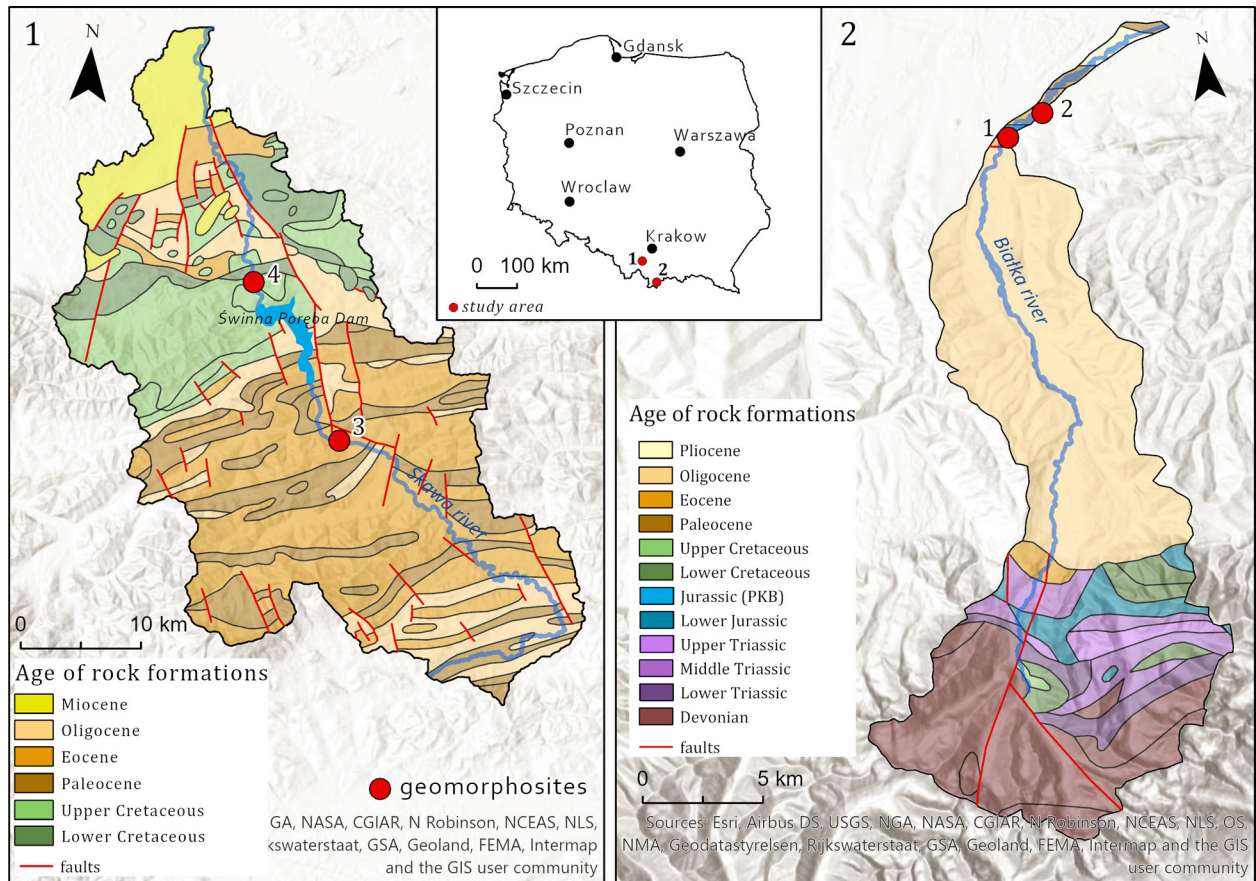 1
N
4
Świnna Poręba Dam
3
Skawa river
0 10 km
Age of rock formations
Miocene
Oligocene
Eocene
Paleocene
Upper Cretaceous
Lower Cretaceous
faults
geomorphosites
GA, NASA, CGIAR, N Robinson, NCEAS, NLS,
kswaterstaat, GSA, Geoland, FEMA, Intermap
and the GIS user community
Gdansk
Szczecin
Poznan
Warszawa
Wroclaw
Krakow
1
2
0 100 km
study area
2
N
2
1
Białka river
Age of rock formations
Pliocene
Oligocene
Eocene
Paleocene
Upper Cretaceous
Lower Cretaceous
Jurassic (PKB)
Lower Jurassic
Upper Triassic
Middle Triassic
Lower Triassic
Devonian
faults
0 5 km
Sources: Esri, Airbus DS, USGS, NGA, NASA, CGIAR, N Robinson, NCEAS, NLS, OS,
NMA, Geodatastyrelsen, Rijkswaterstaat, GSA, Geoland, FEMA, Intermap and the GIS
user community